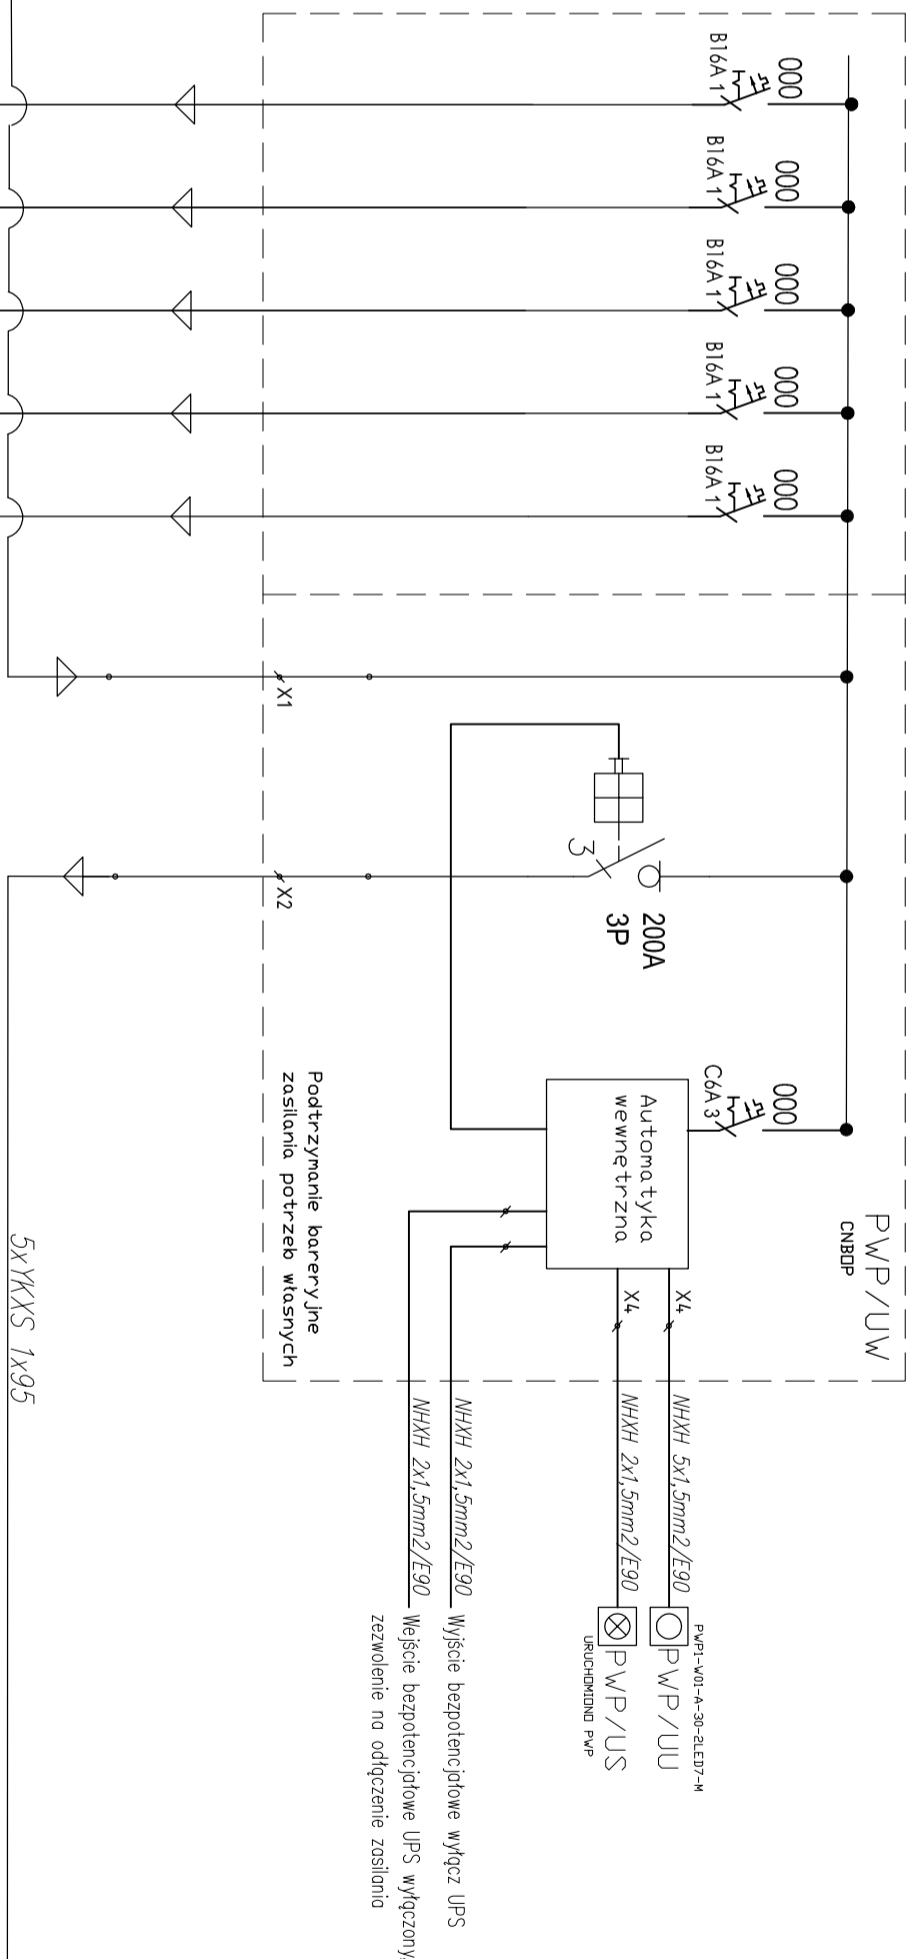 000
B16A 1
000
B16A 1
000
B16A 1
000
B16A 1
000
B16A 1
X1
X2
3
200A
3P
000
C6A 3
Automatyka
wewnętrzna
PWP/UW
CNBOP
Podtrzymanie bareryjne
zasilania potrzeb własnych
X4
X4
NHXH 5x1,5mm2/E90
NHXH 2x1,5mm2/E90
NHXH 2x1,5mm2/E90
NHXH 2x1,5mm2/E90
PWP1-W01-A-30-2LED7-M
PWP/UU
PWP/US
URUCHOMIONO PWP
Wyjście bezpotencjałowe wyłącz UPS
Wejście bezpotencjałowe UPS wyłączony,
zezwolenie na odłączenie zasilania
5xYKXS 1x95